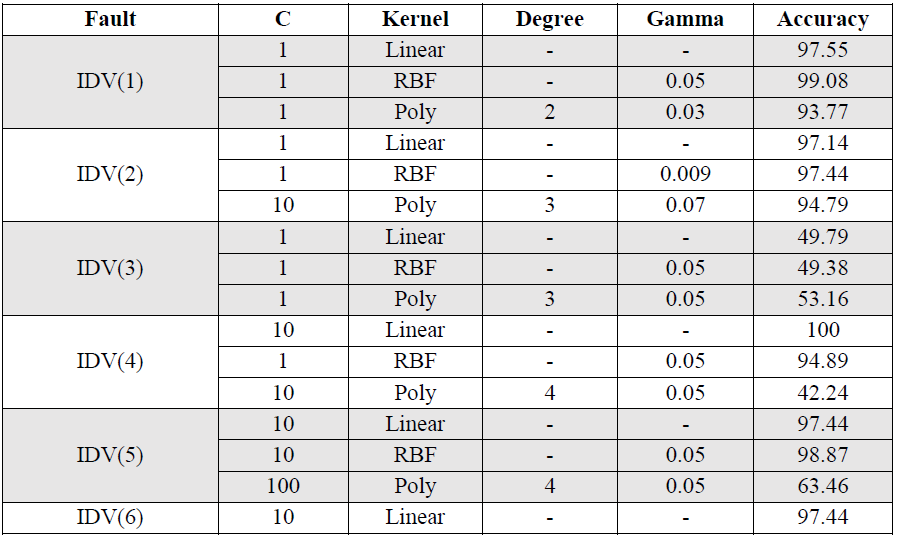 Fault C Kernel Degree Gamma Accuracy
1 Linear - - 97.55
IDV(1) 1 RBF - 0.05 99.08
1 Poly 2 0.03 93.77
1 Linear - - 97.14
IDV(2) 1 RBF - 0.009 97.44
10 Poly 3 0.07 94.79
1 Linear - - 49.79
IDV(3) 1 RBF - 0.05 49.38
1 Poly 3 0.05 53.16
10 Linear - - 100
IDV(4) 1 RBF - 0.05 94.89
10 Poly 4 0.05 42.24
10 Linear - - 97.44
IDV(5) 10 RBF - 0.05 98.87
100 Poly 4 0.05 63.46
IDV(6) 10 Linear - - 97.44